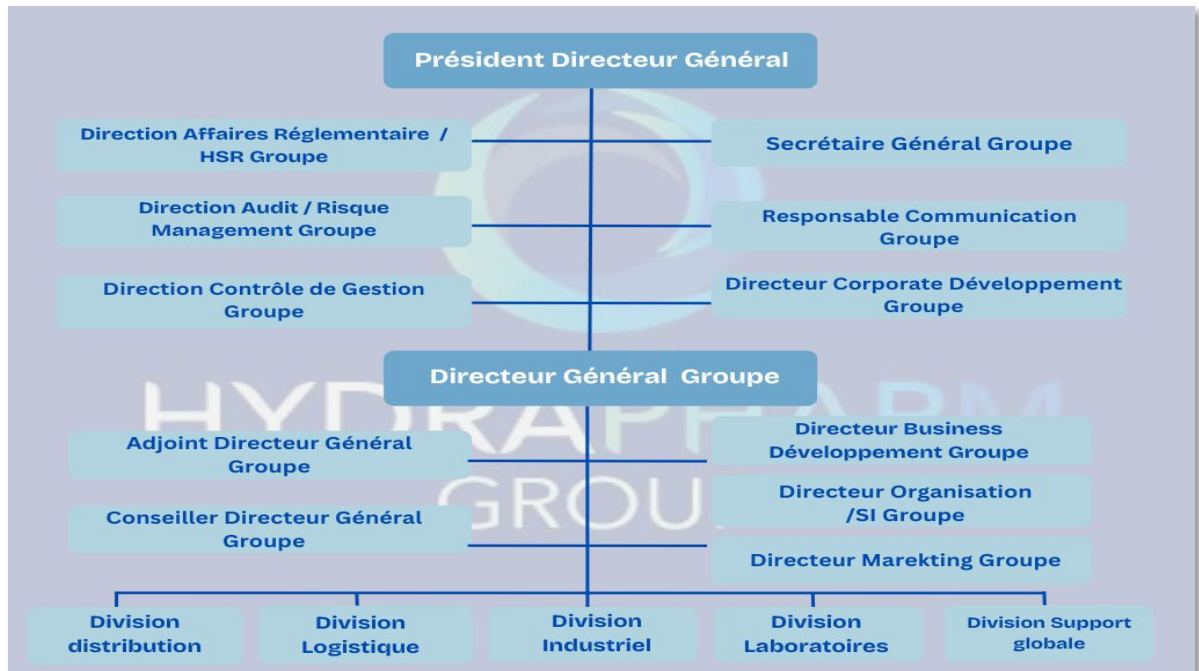 Président Directeur Général
Direction Affaires Réglementaire /
HSR Groupe
Secrétaire Général Groupe
Direction Audit / Risque
Management Groupe
Responsable Communication
Groupe
Direction Contrôle de Gestion
Groupe
Directeur Corporate Développement
Groupe
Directeur Général Groupe
HYDRAPHARM
GROUP
Adjoint Directeur Général
Groupe
Directeur Business
Développement Groupe
Conseiller Directeur Général
Groupe
Directeur Organisation
/SI Groupe
Directeur Marekting Groupe
Division
distribution
Division
Logistique
Division
Industriel
Division
Laboratoires
Division Support
globale